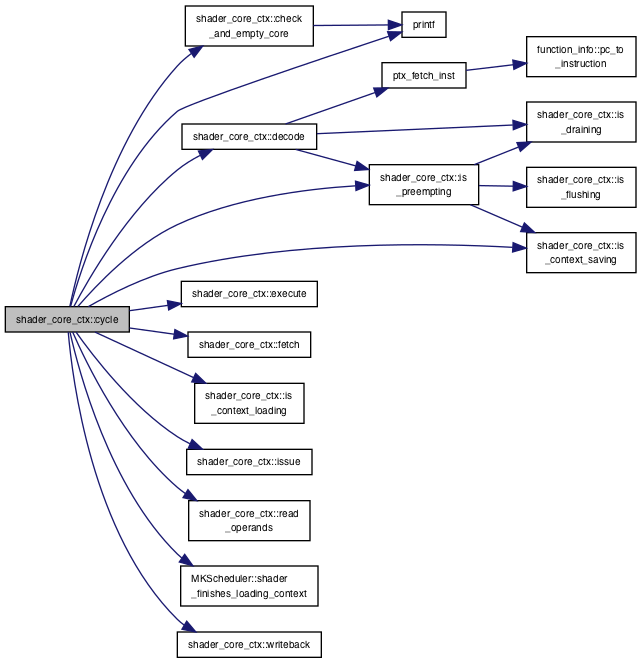 shader_core_ctx::check
_and_empty_core
printf
function_info::pc_to
_instruction
ptx_fetch_inst
shader_core_ctx::is
_draining
shader_core_ctx::decode
shader_core_ctx::is
_preempting
shader_core_ctx::is
_flushing
shader_core_ctx::is
_context_saving
shader_core_ctx::execute
shader_core_ctx::cycle
shader_core_ctx::fetch
shader_core_ctx::is
_context_loading
shader_core_ctx::issue
shader_core_ctx::read
_operands
MKScheduler::shader
_finishes_loading_context
shader_core_ctx::writeback